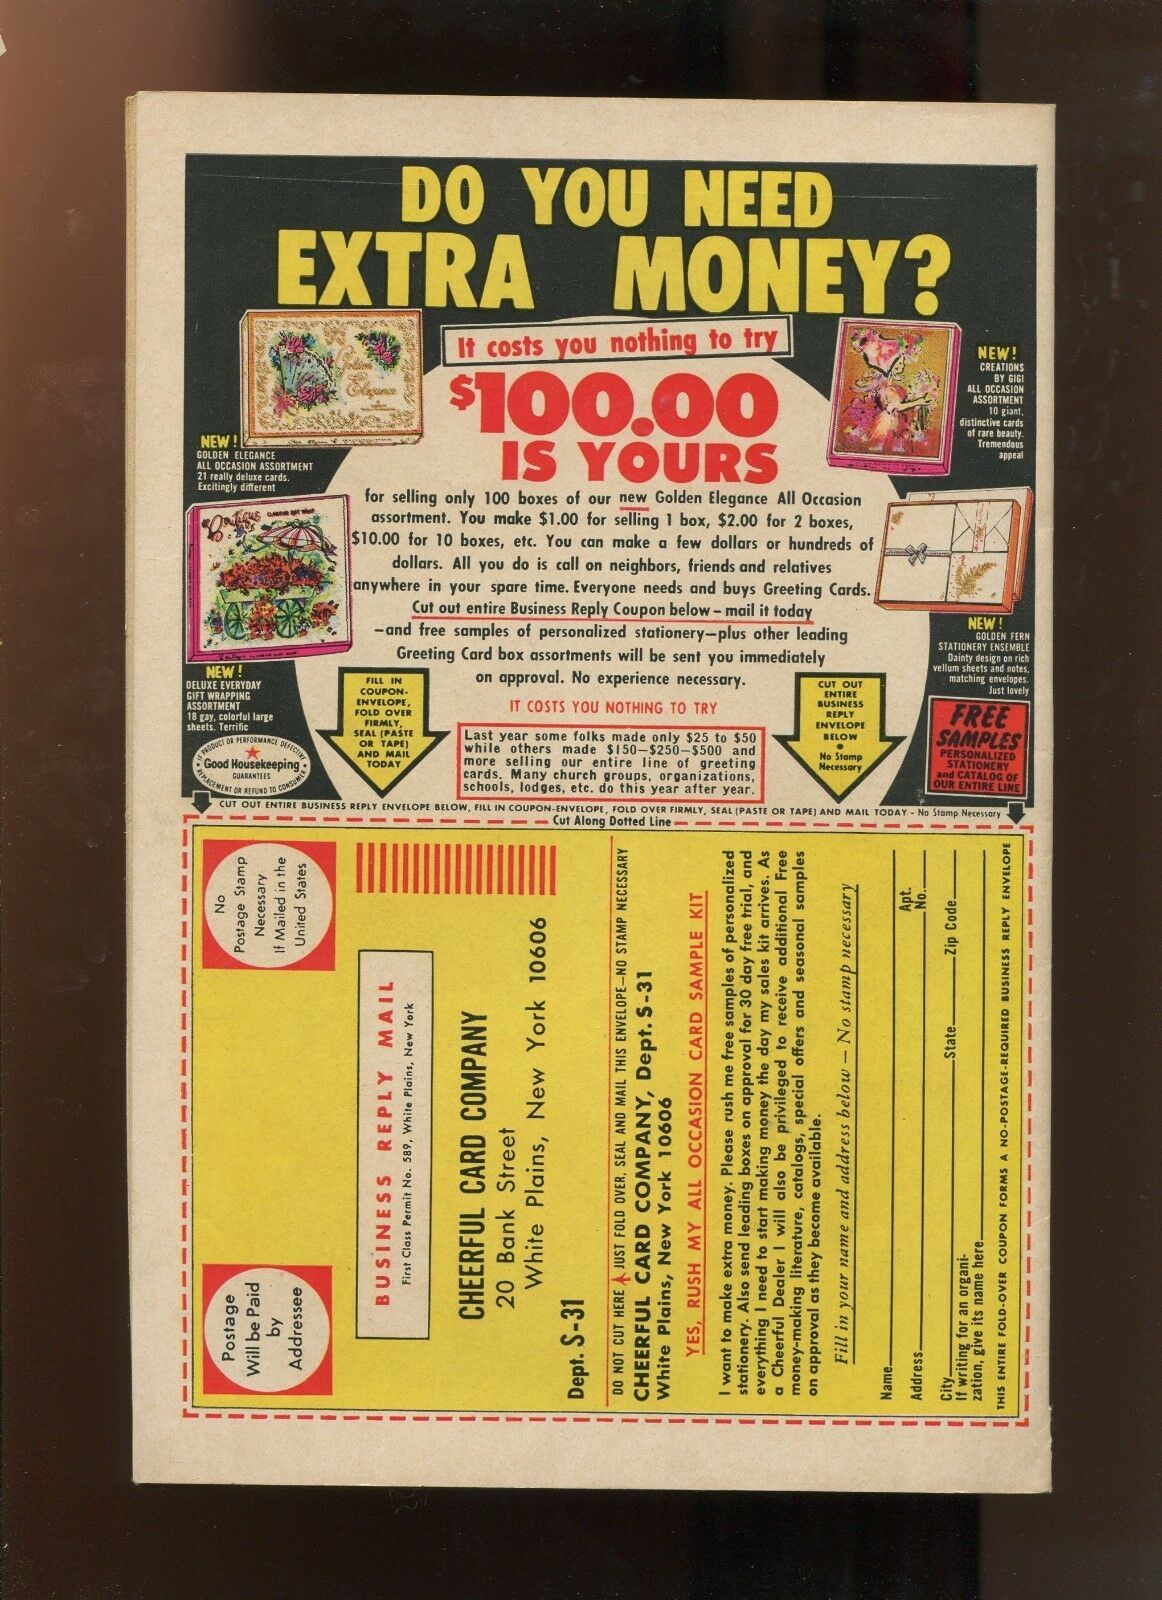 DO YOU NEED
EXTRA MONEY?
It costs you nothing to try
$100.00
IS YOURS
for selling only 100 boxes of our new Golden Elegance All Occasion
assortment. You make $1.00 for selling 1 box, $2.00 for 2 boxes,
$10.00 for 10 boxes, etc. You can make a few dollars or hundreds of
dollars. All you do is call on neighbors, friends and relatives
anywhere in your spare time. Everyone needs and buys Greeting Cards.
Cut out entire Business Reply Coupon below – mail it today
—and free samples of personalized stationery—plus other leading
Greeting Card box assortments will be sent you immediately
on approval. No experience necessary.
IT COSTS YOU NOTHING TO TRY
Last year some folks made only $25 to $50
while others made $150—$250—$500 and
more selling our entire line of greeting
cards. Many church groups, organizations,
schools, lodges, etc. do this year after year.
Golden
Elegance
NEW!
GOLDEN ELEGANCE
ALL OCCASION ASSORTMENT
21 really deluxe cards.
Excitingly different
Boutique
NEW!
DELUXE EVERYDAY
GIFT WRAPPING
ASSORTMENT
18 gay, colorful large
sheets. Terrific
IF PRODUCT OR PERFORMANCE DEFECTIVE
Good Housekeeping
GUARANTEES
REPLACEMENT OR REFUND TO CONSUMER
NEW!
CREATIONS
BY GIGI
ALL OCCASION
ASSORTMENT
10 giant,
distinctive cards
of rare beauty.
Tremendous
appeal
NEW!
GOLDEN FERN
STATIONERY ENSEMBLE
Dainty design on rich
vellum sheets and notes,
matching envelopes.
Just lovely
FREE
SAMPLES
PERSONALIZED
STATIONERY
and CATALOG OF
OUR ENTIRE LINE
FILL IN
COUPON-
ENVELOPE,
FOLD OVER
FIRMLY,
SEAL (PASTE
OR TAPE)
AND MAIL
TODAY
CUT OUT
ENTIRE
BUSINESS
REPLY
ENVELOPE
BELOW
•
No Stamp
Necessary
CUT OUT ENTIRE BUSINESS REPLY ENVELOPE BELOW, FILL IN COUPON-ENVELOPE, FOLD OVER FIRMLY, SEAL (PASTE OR TAPE) AND MAIL TODAY - No Stamp Necessary
Cut Along Dotted Line
No
Postage Stamp
Necessary
If Mailed in the
United States
Postage
Will be Paid
by
Addressee
BUSINESS REPLY MAIL
First Class Permit No. 589, White Plains, New York
CHEERFUL CARD COMPANY
20 Bank Street
White Plains, New York 10606
Dept. S-31
DO NOT CUT HERE JUST FOLD OVER, SEAL AND MAIL THIS ENVELOPE—NO STAMP NECESSARY
CHEERFUL CARD COMPANY, Dept. S-31
White Plains, New York 10606
YES, RUSH MY ALL OCCASION CARD SAMPLE KIT
I want to make extra money. Please rush me free samples of personalized
stationery. Also send leading boxes on approval for 30 day free trial, and
everything I need to start making money the day my sales kit arrives. As
a Cheerful Dealer I will also be privileged to receive additional Free
money-making literature, catalogs, special offers and seasonal samples
on approval as they become available.
Fill in your name and address below — No stamp necessary
Name
Address Apt. No.
City State Zip Code
If writing for an organi-
zation, give its name here
THIS ENTIRE FOLD-OVER COUPON FORMS A NO-POSTAGE-REQUIRED BUSINESS REPLY ENVELOPE